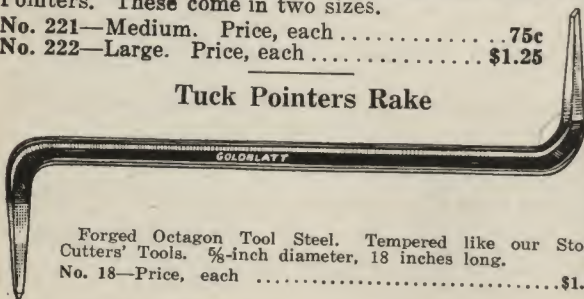 Pointers. These come in two sizes.
No. 221—Medium. Price, each ..............75c
No. 222—Large. Price, each ..............$1.25
Tuck Pointers Rake
GOLDBLATT
Forged Octagon Tool Steel. Tempered like our Sto
Cutters' Tools. ⅝-inch diameter, 18 inches long.
No. 18—Price, each ..................................$1.